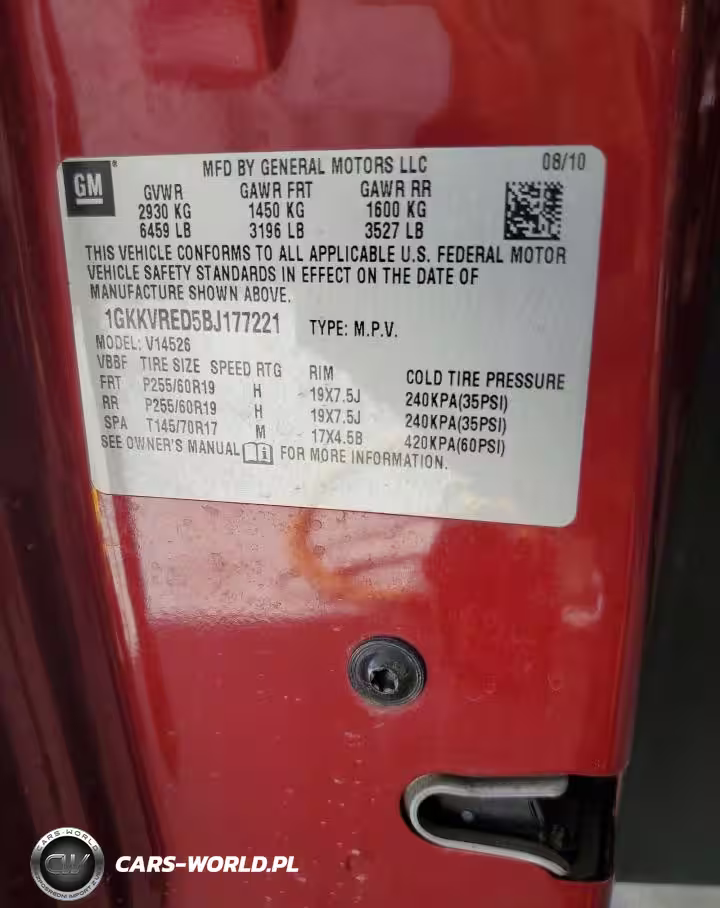 GM® MFD BY GENERAL MOTORS LLC 08/10
GVWR GAWR FRT GAWR RR
2930 KG 1450 KG 1600 KG
6459 LB 3196 LB 3527 LB
THIS VEHICLE CONFORMS TO ALL APPLICABLE U.S. FEDERAL MOTOR
VEHICLE SAFETY STANDARDS IN EFFECT ON THE DATE OF
MANUFACTURE SHOWN ABOVE.
1GKKVRED5BJ177221 TYPE: M.P.V.
MODEL: V14526
VBBF TIRE SIZE SPEED RTG RIM COLD TIRE PRESSURE
FRT P255/60R19 H 19X7.5J 240KPA(35PSI)
RR P255/60R19 H 19X7.5J 240KPA(35PSI)
SPA T145/70R17 M 17X4.5B 420KPA(60PSI)
SEE OWNER'S MANUAL FOR MORE INFORMATION.
CARS-WORLD
CW
CARS-WORLD.PL